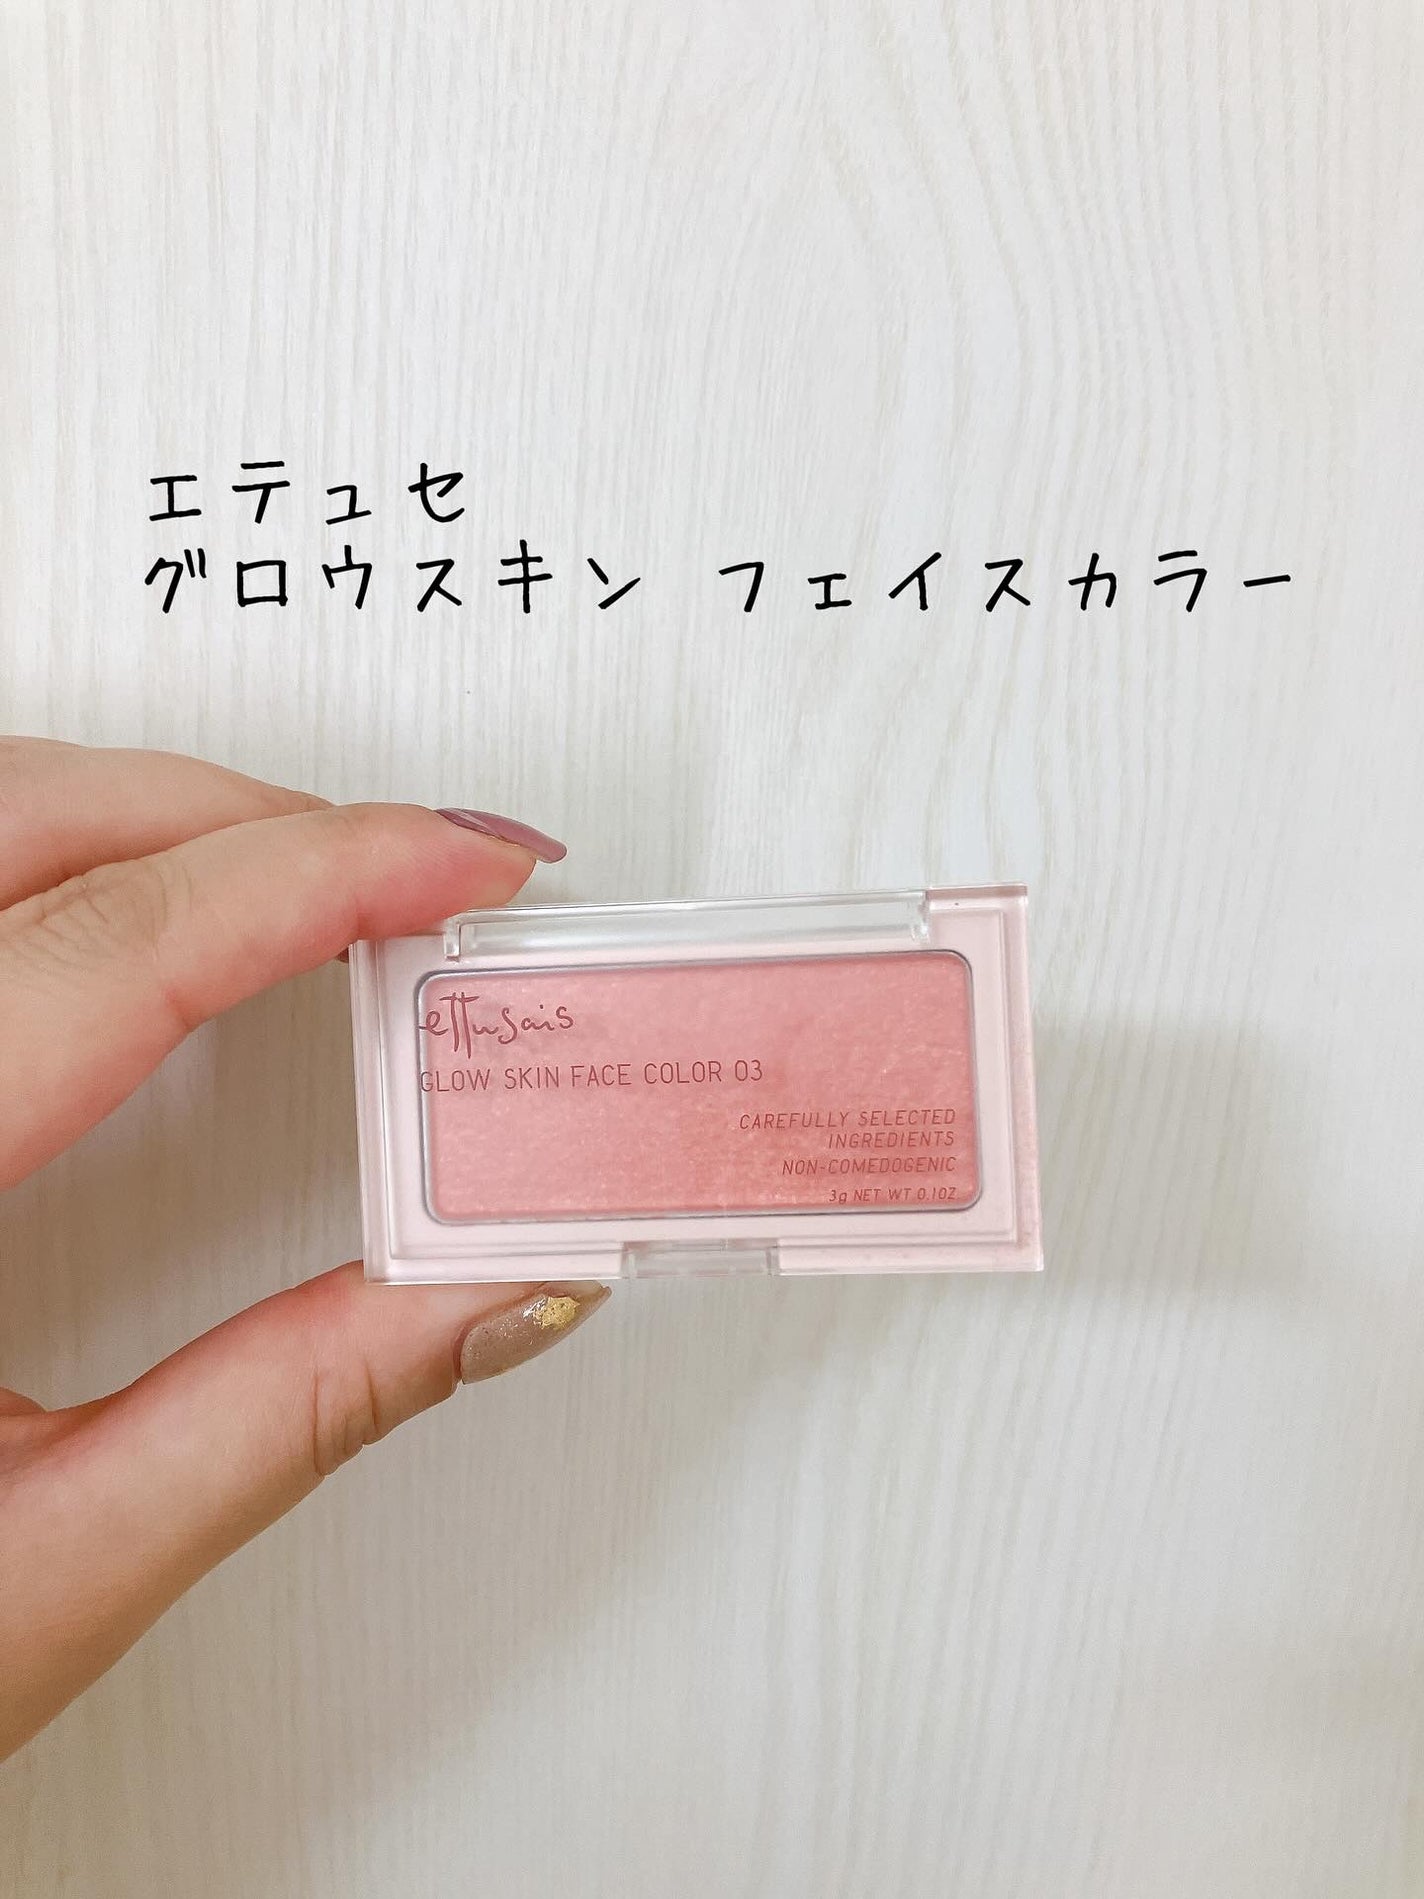 エテュセ
グロウスキン フェイスカラー
ettusais
GLOW SKIN FACE COLOR 03
CAREFULLY SELECTED
INGREDIENTS
NON-COMEDOGENIC
3g NET WT 0.1OZ